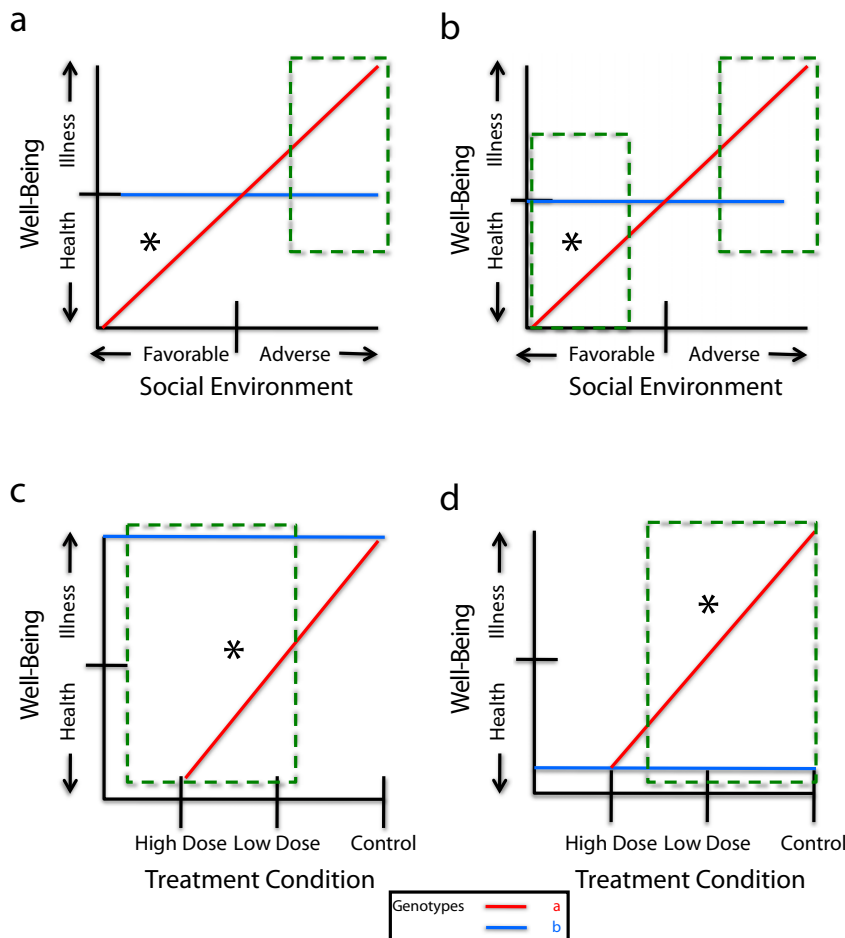 a
Well-Being
Illness
Health
*
Favorable
Adverse
Social Environment
b
Well-Being
Illness
Health
*
Favorable
Adverse
Social Environment
c
Well-Being
Illness
Health
*
High Dose
Low Dose
Control
Treatment Condition
d
Well-Being
Illness
Health
*
High Dose
Low Dose
Control
Treatment Condition
Genotypes
a
b